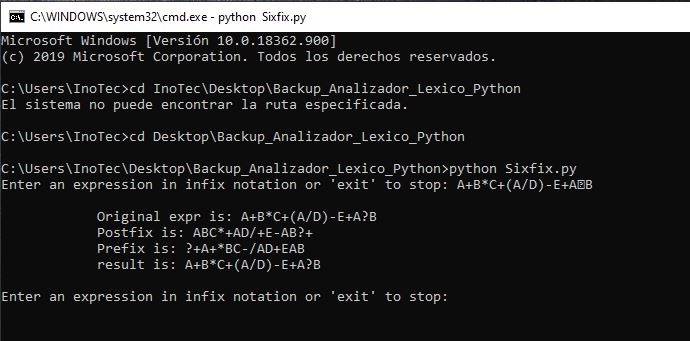 C:\WINDOWS\system32\cmd.exe - python  Sixfix.py
Microsoft Windows [Versión 10.0.18362.900]
(c) 2019 Microsoft Corporation. Todos los derechos reservados.
C:\Users\InoTec>cd InoTec\Desktop\Backup_Analizador_Lexico_Python
El sistema no puede encontrar la ruta especificada.
C:\Users\InoTec>cd Desktop\Backup_Analizador_Lexico_Python
C:\Users\InoTec\Desktop\Backup_Analizador_Lexico_Python>python Sixfix.py
Enter an expression in infix notation or 'exit' to stop: A+B*C+(A/D)-E+A�B
Original expr is: A+B*C+(A/D)-E+A?B
Postfix is: ABC*+AD/+E-AB?+
Prefix is: ?+A+*BC-/AD+EAB
result is: A+B*C+(A/D)-E+A?B
Enter an expression in infix notation or 'exit' to stop: